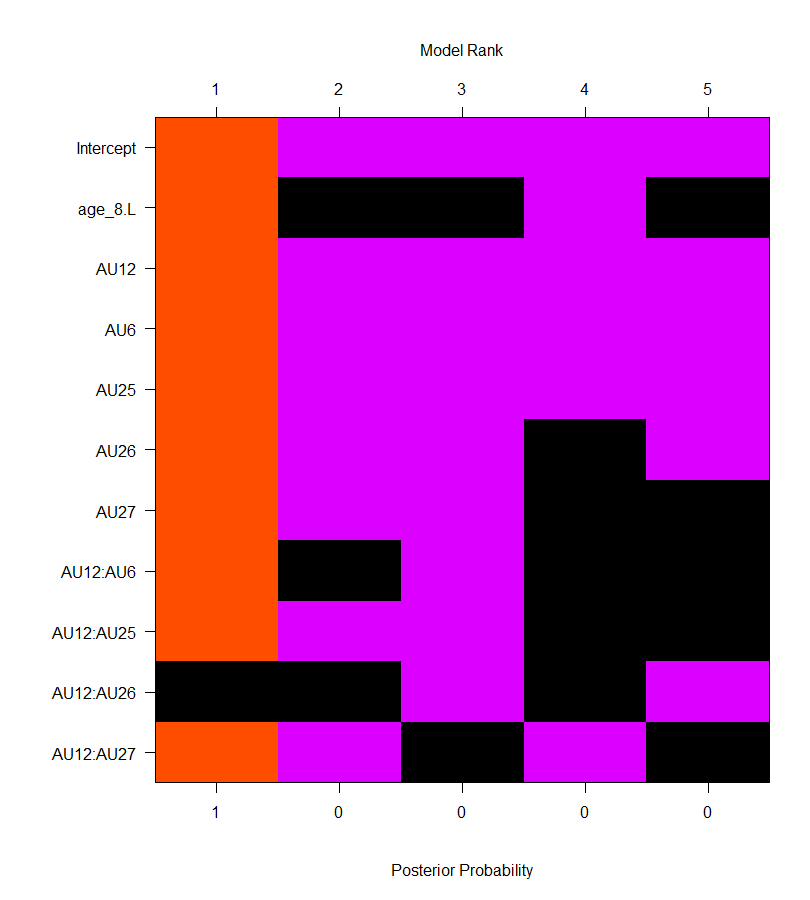 Model Rank
1 2 3 4 5
Intercept
age_8.L
AU12
AU6
AU25
AU26
AU27
AU12:AU6
AU12:AU25
AU12:AU26
AU12:AU27
1 0 0 0 0
Posterior Probability